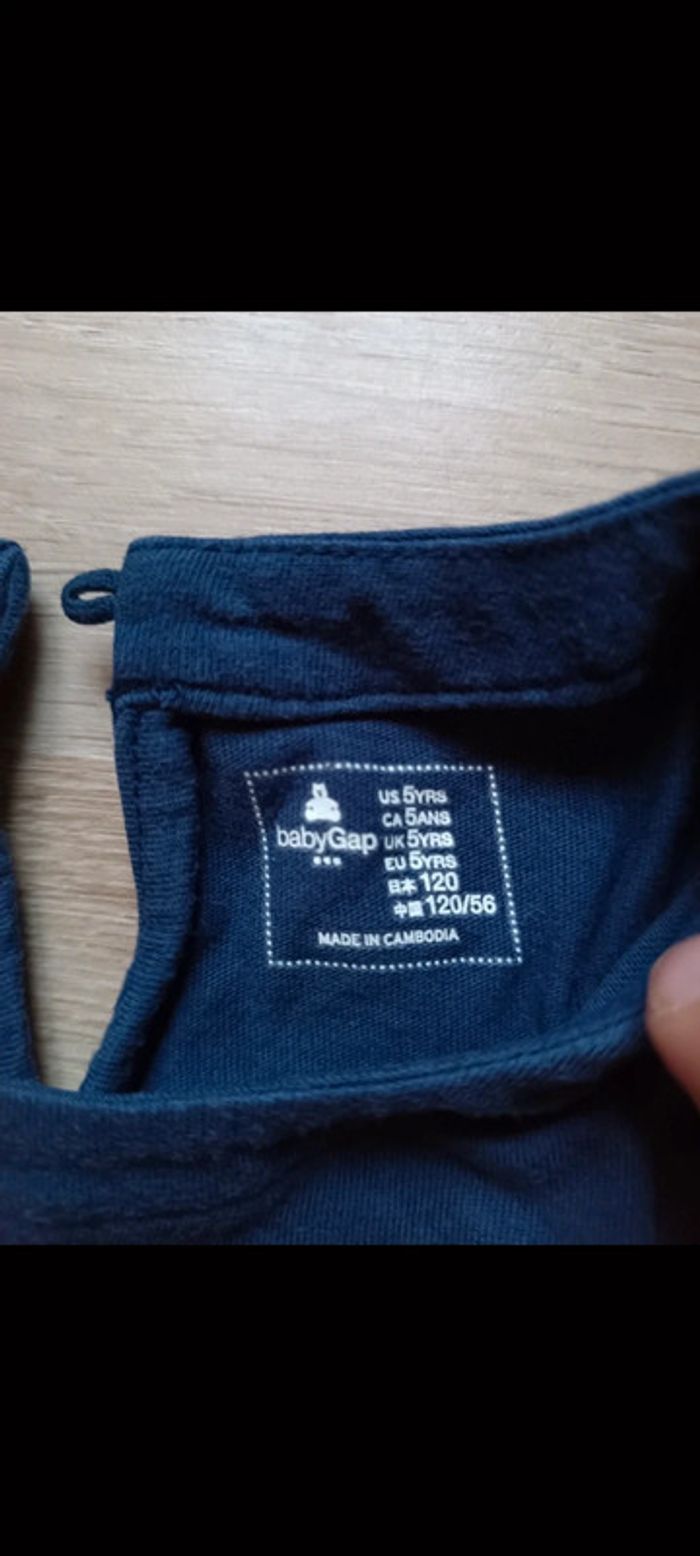 babyGap
US 5YRS
CA 5ANS
UK 5YRS
EU 5YRS
日本 120
中国 120/56
MADE IN CAMBODIA